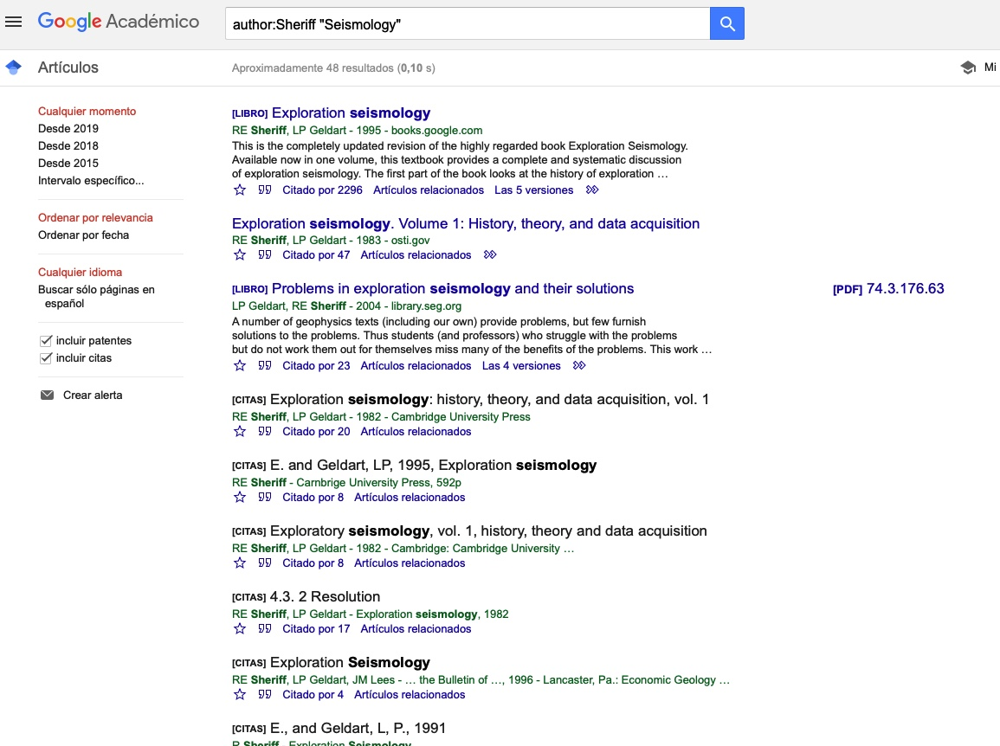 Google Académico
author:Sheriff "Seismology"
Artículos
Aproximadamente 48 resultados (0,10 s)
Mi
Cualquier momento
Desde 2019
Desde 2018
Desde 2015
Intervalo específico...
Ordenar por relevancia
Ordenar por fecha
Cualquier idioma
Buscar sólo páginas en
español
incluir patentes
incluir citas
Crear alerta
[LIBRO] Exploration seismology
RE Sheriff, LP Geldart - 1995 - books.google.com
This is the completely updated revision of the highly regarded book Exploration Seismology.
Available now in one volume, this textbook provides a complete and systematic discussion
of exploration seismology. The first part of the book looks at the history of exploration …
Citado por 2296 Artículos relacionados Las 5 versiones
Exploration seismology. Volume 1: History, theory, and data acquisition
RE Sheriff, LP Geldart - 1983 - osti.gov
Citado por 47 Artículos relacionados
[LIBRO] Problems in exploration seismology and their solutions
[PDF] 74.3.176.63
LP Geldart, RE Sheriff - 2004 - library.seg.org
A number of geophysics texts (including our own) provide problems, but few furnish
solutions to the problems. Thus students (and professors) who struggle with the problems
but do not work them out for themselves miss many of the benefits of the problems. This work …
Citado por 23 Artículos relacionados Las 4 versiones
[CITAS] Exploration seismology: history, theory, and data acquisition, vol. 1
RE Sheriff, LP Geldart - 1982 - Cambridge University Press
Citado por 20 Artículos relacionados
[CITAS] E. and Geldart, LP, 1995, Exploration seismology
RE Sheriff - Carnbrige University Press, 592p
Citado por 8 Artículos relacionados
[CITAS] Exploratory seismology, vol. 1, history, theory and data acquisition
RE Sheriff, LP Geldart - 1982 - Cambridge: Cambridge University …
Citado por 8 Artículos relacionados
[CITAS] 4.3. 2 Resolution
RE Sheriff, LP Geldart - Exploration seismology, 1982
Citado por 17 Artículos relacionados
[CITAS] Exploration Seismology
RE Sheriff, LP Geldart, JM Lees - … the Bulletin of …, 1996 - Lancaster, Pa.: Economic Geology …
Citado por 4 Artículos relacionados
[CITAS] E., and Geldart, L, P., 1991
R Sheriff - Exploration Seismology